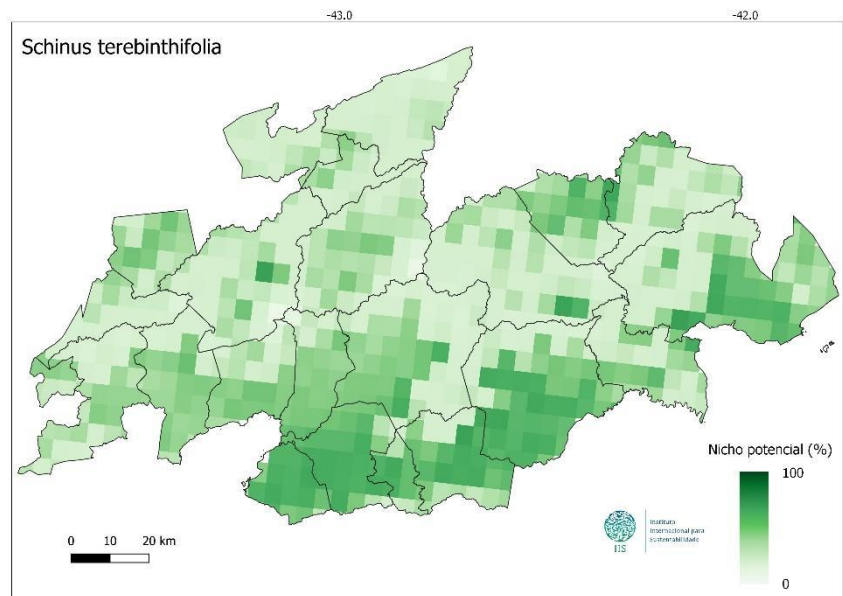 -43.0
-42.0
Schinus terebinthifolia
Nicho potencial (%)
100
0
0 10 20 km
IIS
Instituto
Internacional para
Sustentabilidade